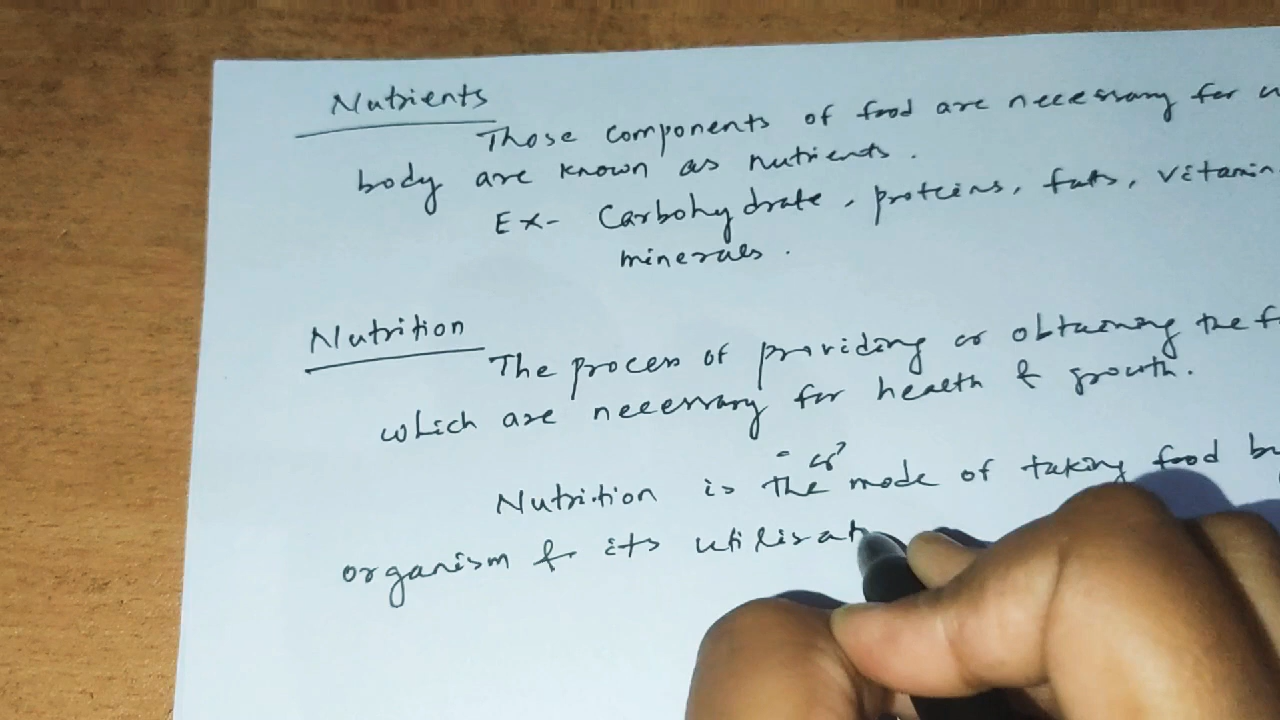 Nutrients
Those components of food are necessary for
body are known as nutrients.
Ex- Carbohydrate, proteins, fats, vitamin
minerals.
Nutrition
The process of providing or obtaining the
which are necessary for health & growth.
- or
Nutrition is the mode of taking food
organism & its utilisat